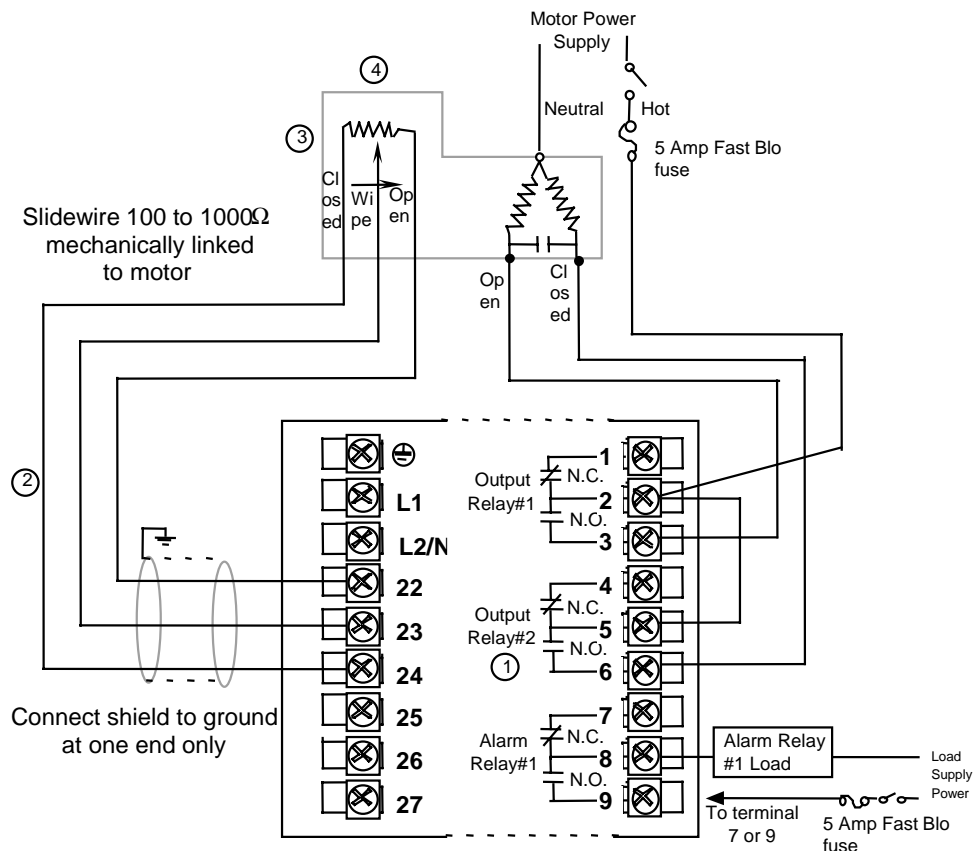 Motor Power
Supply
4
Neutral
Hot
3
5 Amp Fast Blo
fuse
Cl
os
ed
Wi
pe
Op
en
Slidewire 100 to 1000Ω
mechanically linked
to motor
Op
en
Cl
os
ed
2
1
N.C.
Output
Relay#1
L1
2
N.O.
L2/N
3
22
4
N.C.
Output
Relay#2
23
5
N.O.
1
24
6
Connect shield to ground
at one end only
25
7
N.C.
Alarm
Relay#1
26
8
N.O.
27
9
Alarm Relay
#1 Load
Load
Supply
Power
To terminal
7 or 9
5 Amp Fast Blo
fuse